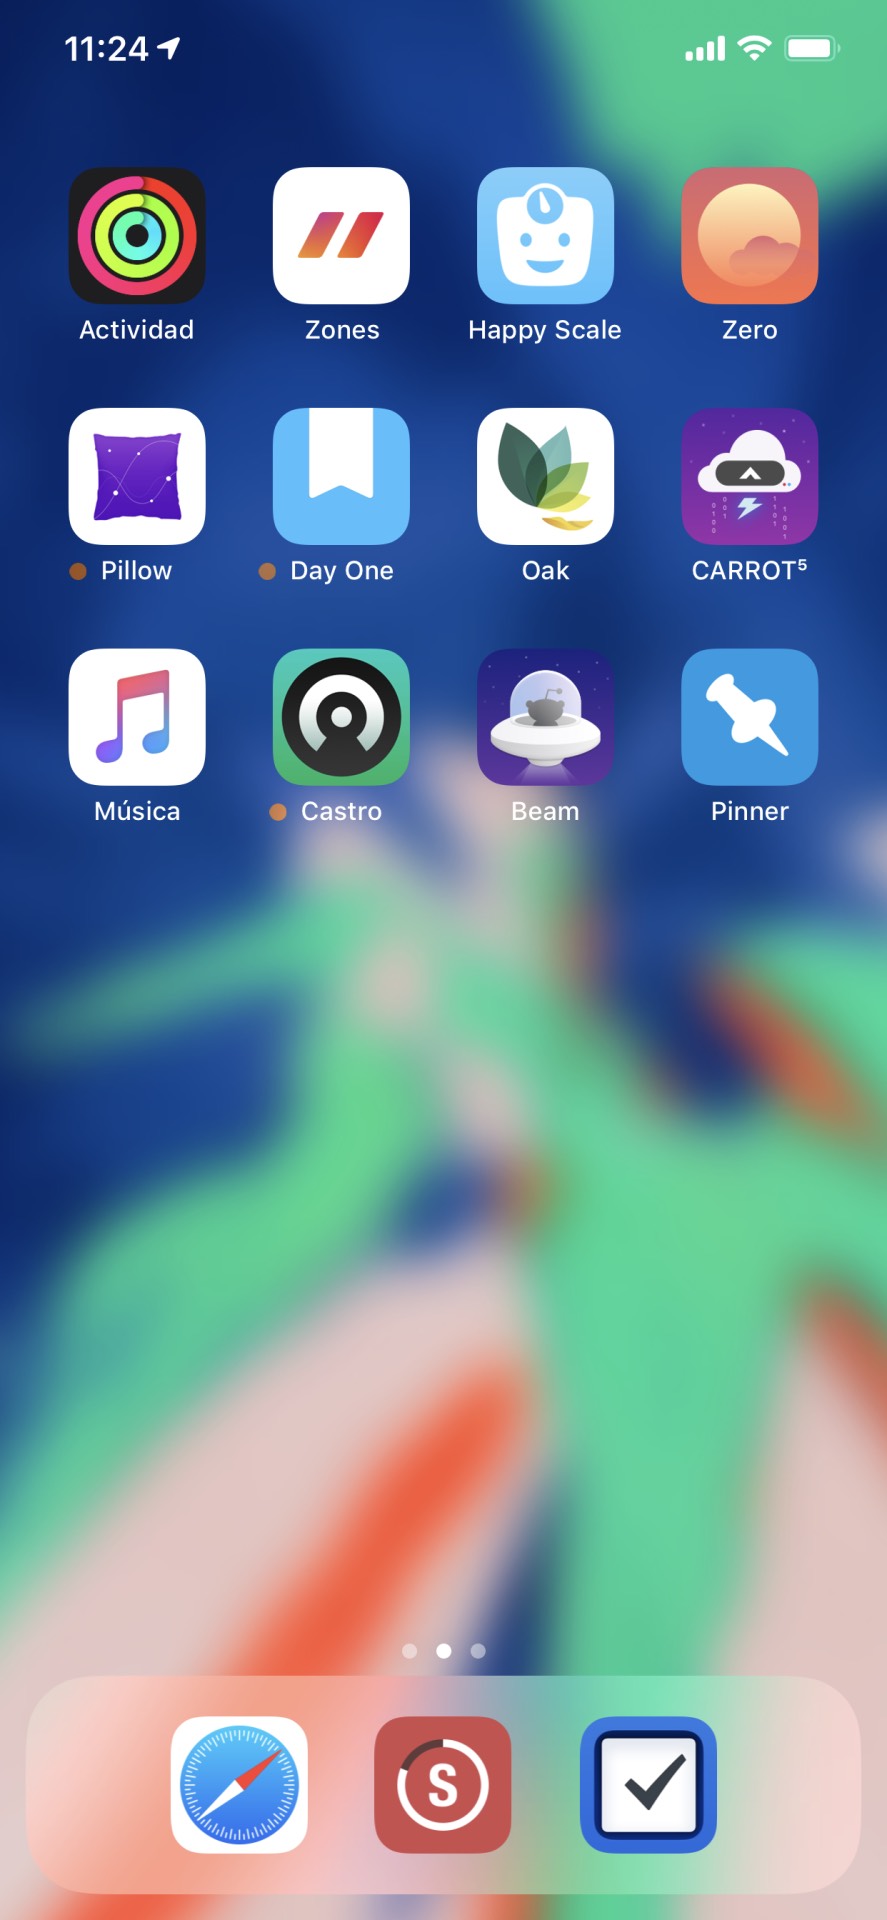 11:24
Actividad Zones Happy Scale Zero
Pillow Day One Oak CARROT⁵
Música Castro Beam Pinner
S